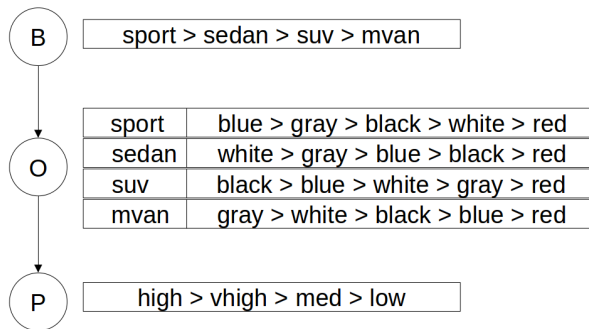 B sport > sedan > suv > mvan
sport blue > gray > black > white > red
O sedan white > gray > blue > black > red
suv black > blue > white > gray > red
mvan gray > white > black > blue > red
P high > vhigh > med > low